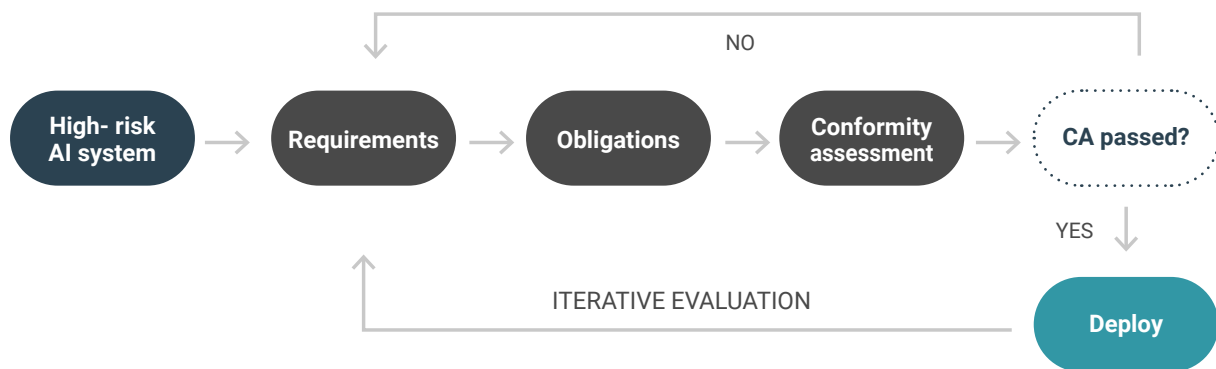 NO
High- risk
AI system
Requirements
Obligations
Conformity
assessment
CA passed?
YES
ITERATIVE EVALUATION
Deploy